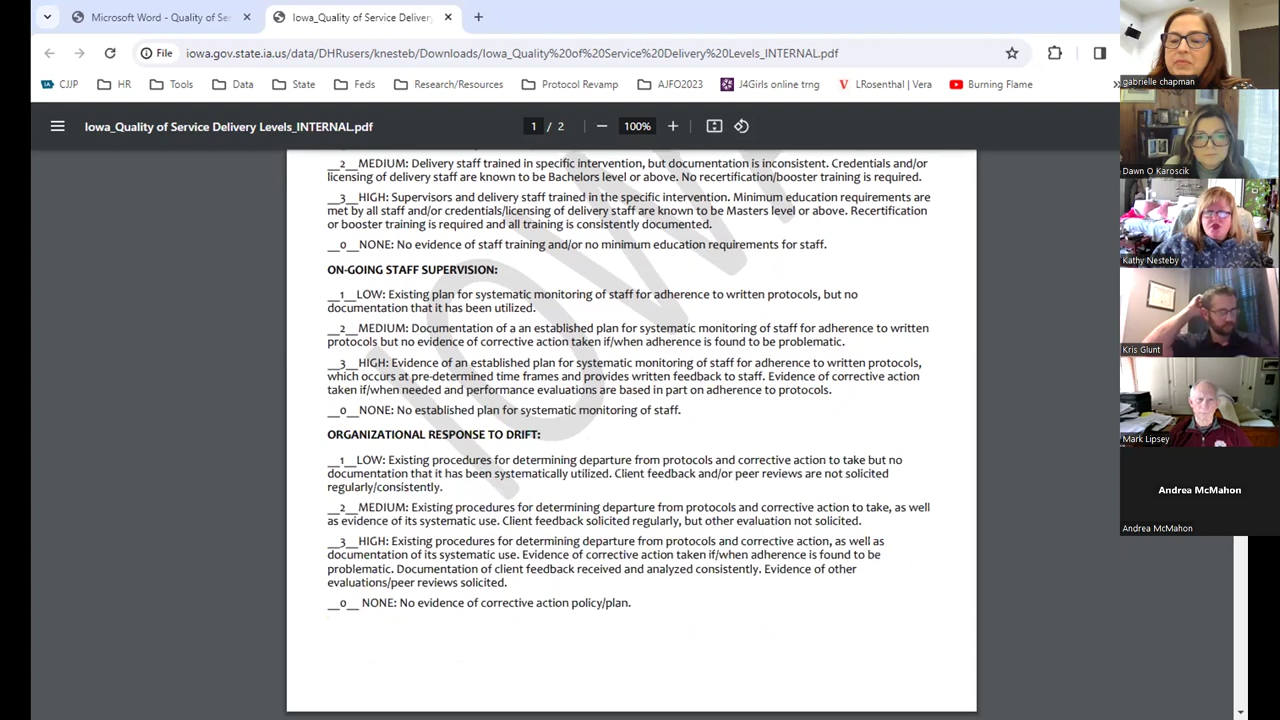 Microsoft Word - Quality of Ser
Iowa_Quality of Service Delivery
File
iowa.gov.state.ia.us/data/DHRusers/knesteb/Downloads/Iowa_Quality%20of%20Service%20Delivery%20Levels_INTERNAL.pdf
CJJP
HR
Tools
Data
State
Feds
Regs/Responses
Protocol Revamp
AJFO2023
J4Girls online trng
LRosenthal | Vera
Burning Flame
»
Iowa_Quality of Service Delivery Levels_INTERNAL.pdf
1 / 2
100%
IOWA
__2__MEDIUM: Delivery staff trained in specific intervention, but documentation is inconsistent. Credentials and/or
licensing of delivery staff are known to be Bachelors level or above. No recertification/booster training is required.
__3__HIGH: Supervisors and delivery staff trained in the specific intervention. Minimum education requirements are
met by all staff and/or credentials/licensing of delivery staff are known to be Masters level or above. Recertification
or booster training is required and all training is consistently documented.
__0__NONE: No evidence of staff training and/or no minimum education requirements for staff.
ON-GOING STAFF SUPERVISION:
__1__LOW: Existing plan for systematic monitoring of staff for adherence to written protocols, but no
documentation that it has been utilized.
__2__MEDIUM: Documentation of a an established plan for systematic monitoring of staff for adherence to written
protocols but no evidence of corrective action taken if/when adherence is found to be problematic.
__3__HIGH: Evidence of an established plan for systematic monitoring of staff for adherence to written protocols,
which occurs at pre-determined time frames and provides written feedback to staff. Evidence of corrective action
taken if/when needed and performance evaluations are based in part on adherence to protocols.
__0__NONE: No established plan for systematic monitoring of staff.
ORGANIZATIONAL RESPONSE TO DRIFT:
__1__LOW: Existing procedures for determining departure from protocols and corrective action to take but no
documentation that it has been systematically utilized. Client feedback and/or peer reviews are not solicited
regularly/consistently.
__2__MEDIUM: Existing procedures for determining departure from protocols and corrective action to take, as well
as evidence of its systematic use. Client feedback solicited regularly, but other evaluation not solicited.
__3__HIGH: Existing procedures for determining departure from protocols and corrective action, as well as
documentation of its systematic use. Evidence of corrective action taken if/when adherence is found to be
problematic. Documentation of client feedback received and analyzed consistently. Evidence of other
evaluations/peer reviews solicited.
__0__ NONE: No evidence of corrective action policy/plan.
gabrielle chapman
Dawn O Karoscik
Kathy Nesteby
Kris Glunt
Mark Lipsey
Andrea McMahon
Andrea McMahon